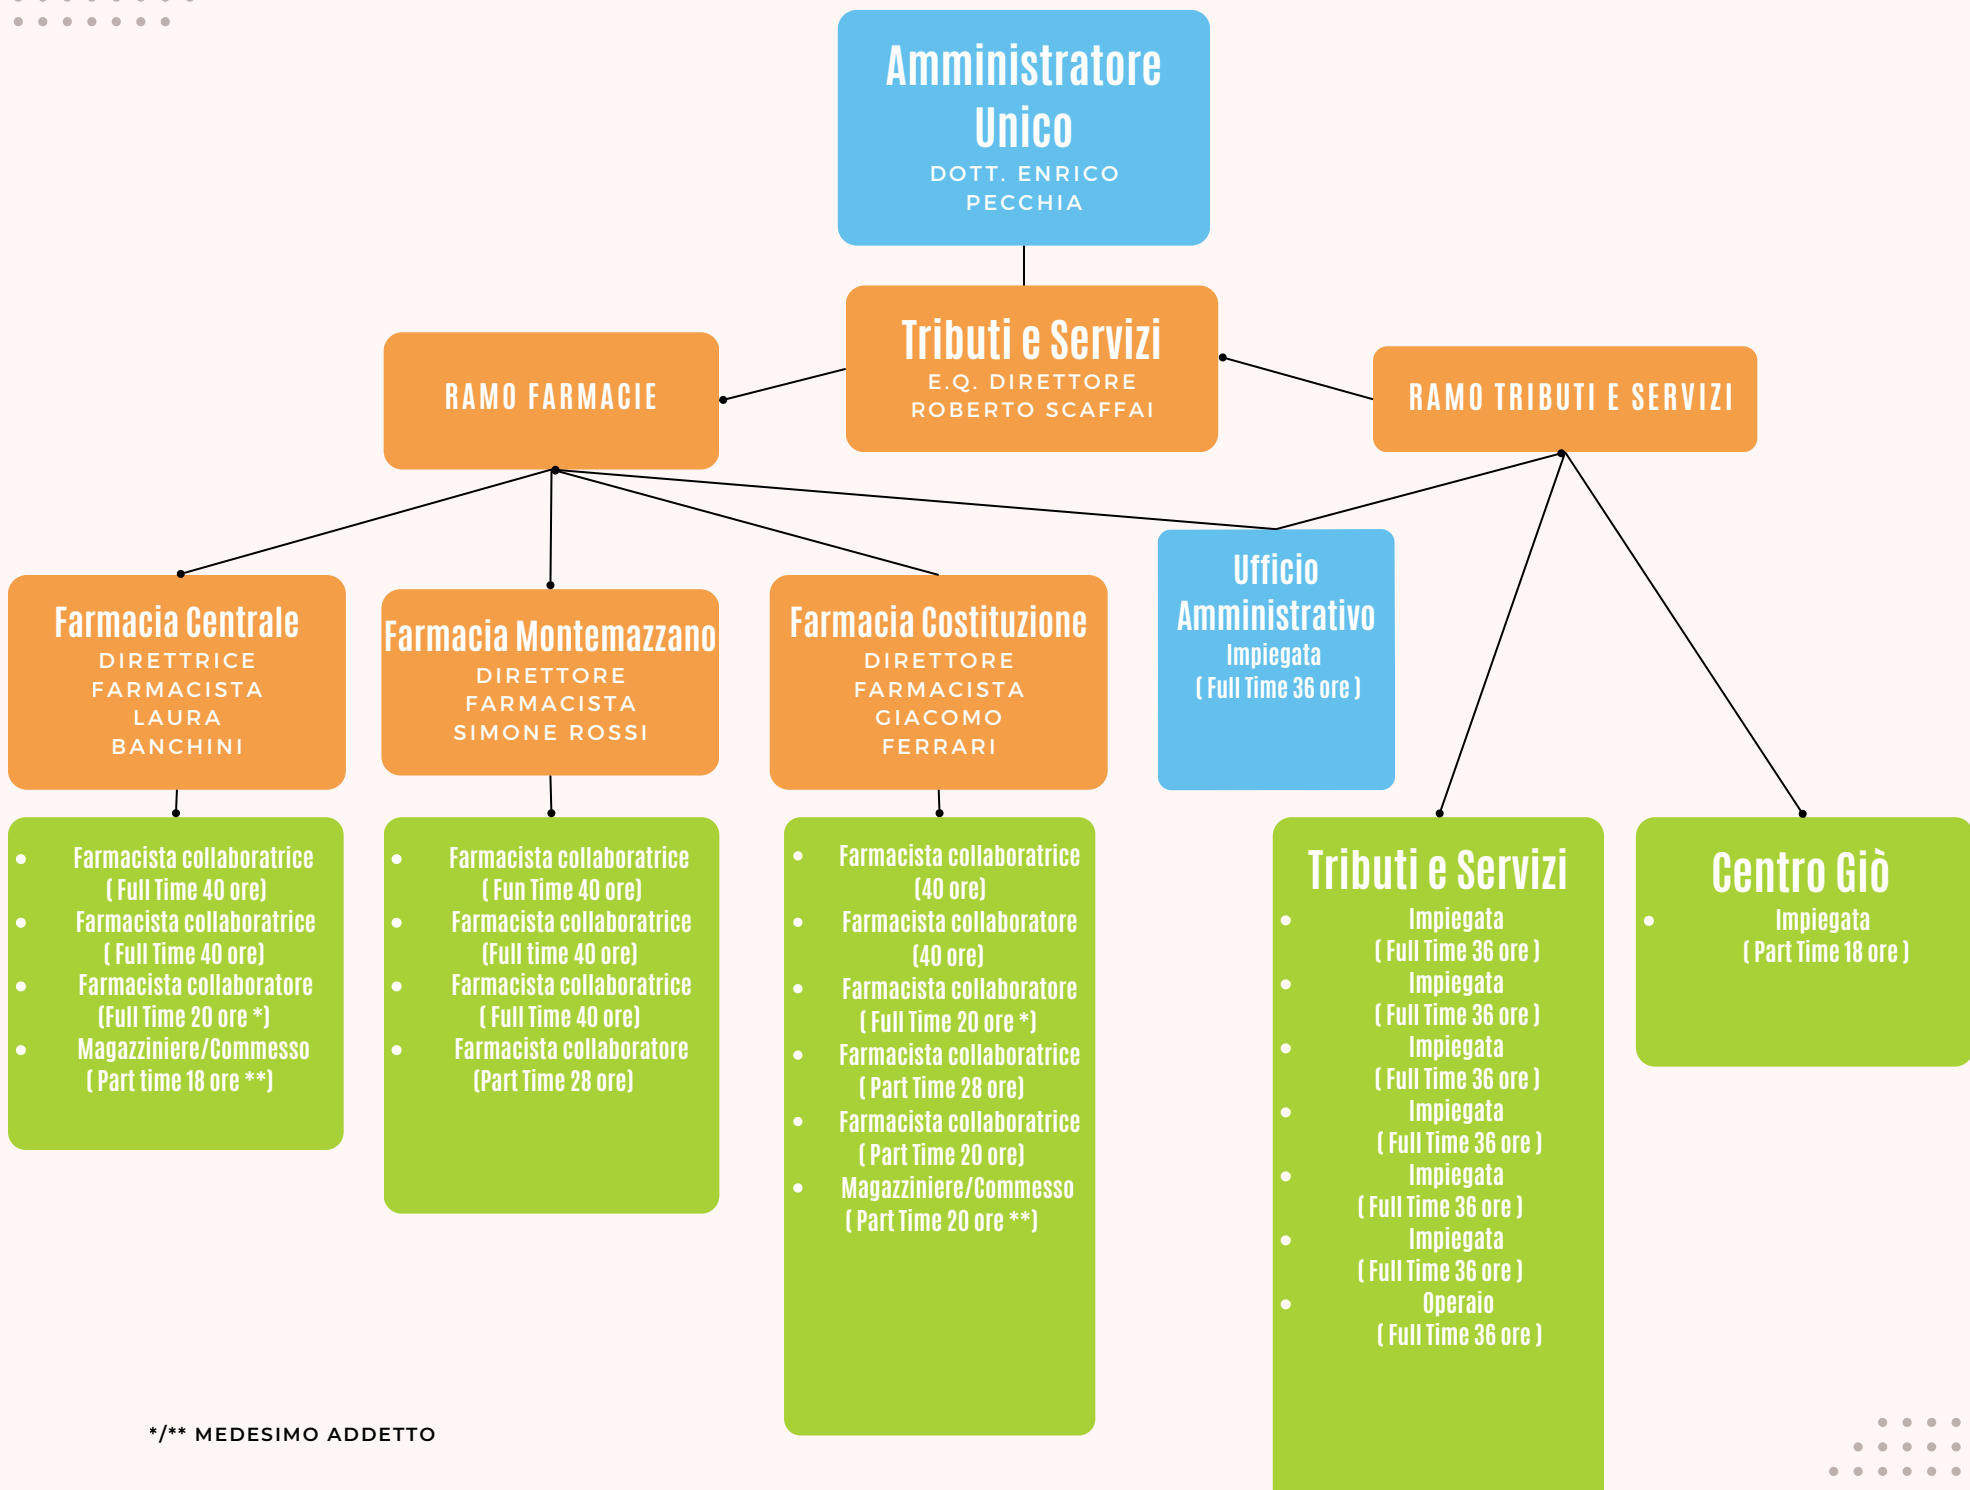 Amministratore
Unico
DOTT. ENRICO
PECCHIA
Tributi e Servizi
E.Q. DIRETTORE
ROBERTO SCAFFAI
RAMO FARMACIE
RAMO TRIBUTI E SERVIZI
Farmacia Centrale
DIRETTRICE
FARMACISTA
LAURA
BANCHINI
Farmacia Montemazzano
DIRETTORE
FARMACISTA
SIMONE ROSSI
Farmacia Costituzione
DIRETTORE
FARMACISTA
GIACOMO
FERRARI
Ufficio
Amministrativo
Impiegata
( Full Time 36 ore )
• Farmacista collaboratrice
( Full Time 40 ore)
• Farmacista collaboratrice
( Full Time 40 ore)
• Farmacista collaboratore
(Full Time 20 ore *)
• Magazziniere/Commesso
( Part time 18 ore **)
• Farmacista collaboratrice
( Fun Time 40 ore)
• Farmacista collaboratrice
(Full time 40 ore)
• Farmacista collaboratrice
( Full Time 40 ore)
• Farmacista collaboratore
(Part Time 28 ore)
• Farmacista collaboratrice
(40 ore)
• Farmacista collaboratore
(40 ore)
• Farmacista collaboratore
( Full Time 20 ore *)
• Farmacista collaboratrice
( Part Time 28 ore)
• Farmacista collaboratrice
( Part Time 20 ore)
• Magazziniere/Commesso
( Part Time 20 ore **)
Tributi e Servizi
• Impiegata
( Full Time 36 ore )
• Impiegata
( Full Time 36 ore )
• Impiegata
( Full Time 36 ore )
• Impiegata
( Full Time 36 ore )
• Impiegata
( Full Time 36 ore )
• Impiegata
( Full Time 36 ore )
• Operaio
( Full Time 36 ore )
Centro Giò
• Impiegata
( Part Time 18 ore )
*/** MEDESIMO ADDETTO